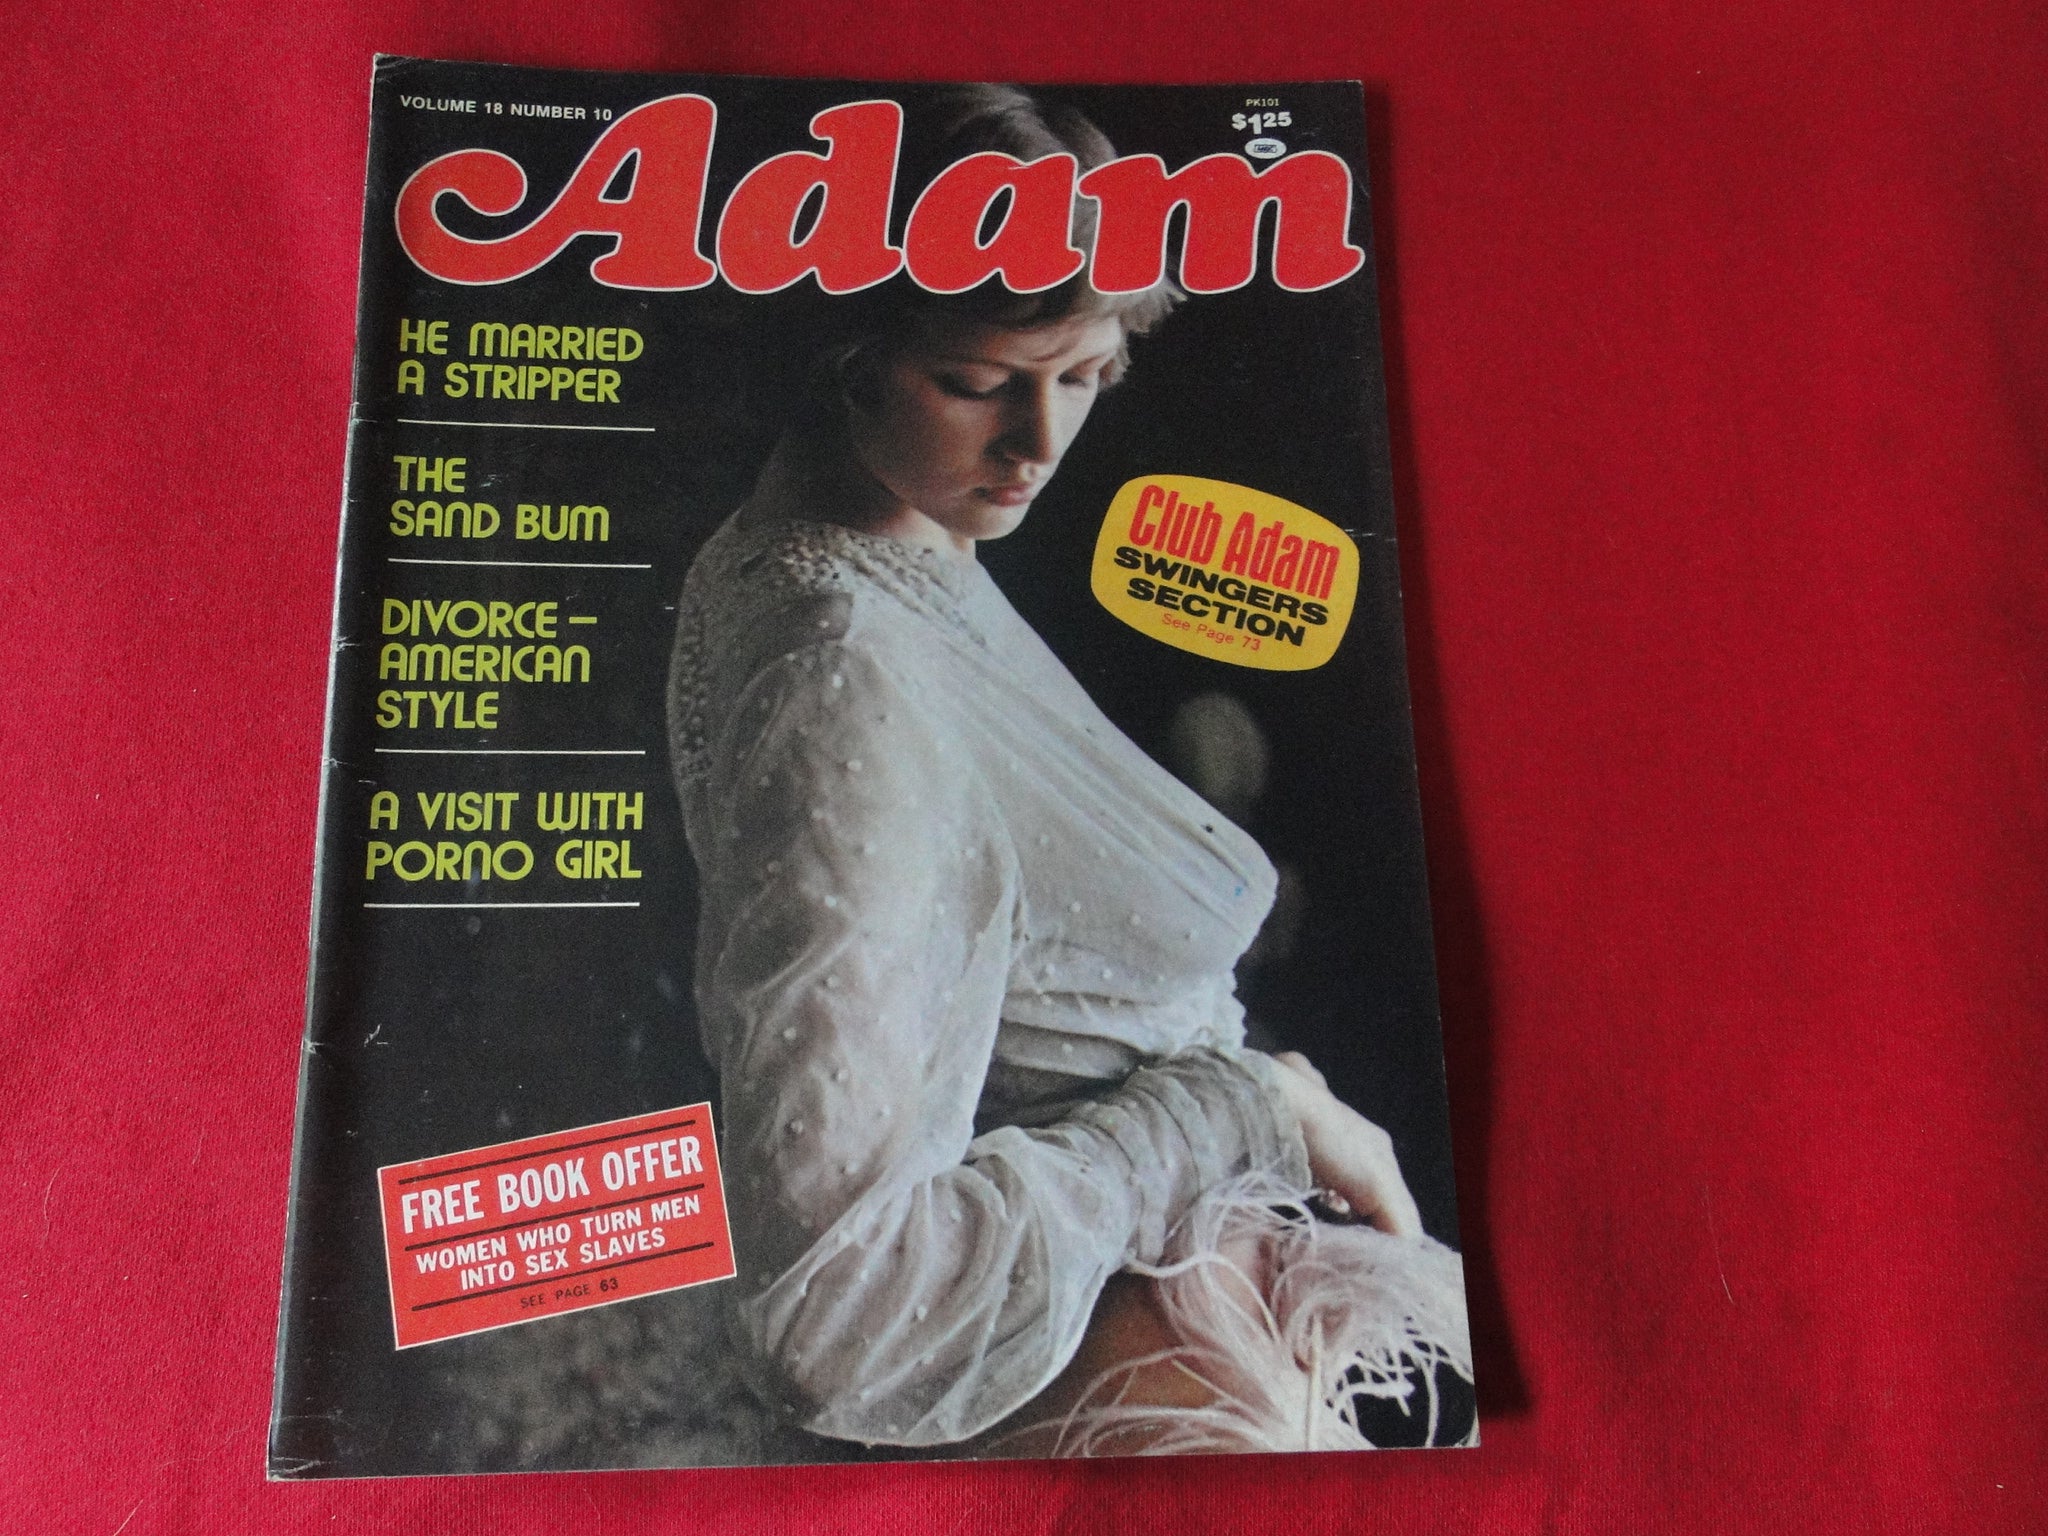 VOLUME 18 NUMBER 10
PK101
$1.25
Adam
HE MARRIED
A STRIPPER
THE
SAND BUM
DIVORCE –
AMERICAN
STYLE
A VISIT WITH
PORNO GIRL
Club Adam
SWINGERS
SECTION
See Page 73
FREE BOOK OFFER
WOMEN WHO TURN MEN
INTO SEX SLAVES
SEE PAGE 63